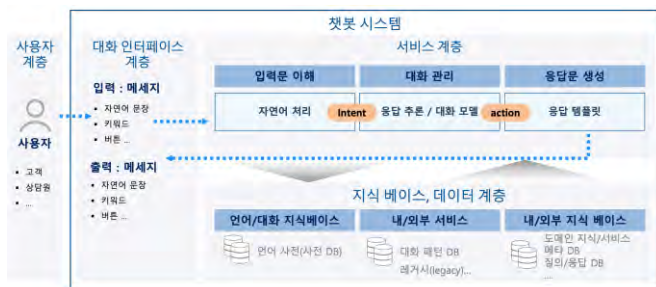 챗봇 시스템
사용자
계층
사용자
• 고객
• 상담원
• ...
대화 인터페이스
계층
입력 : 메세지
• 자연어 문장
• 키워드
• 버튼 ...
출력 : 메세지
• 자연어 문장
• 키워드
• 버튼 ...
서비스 계층
입력문 이해
대화 관리
응답문 생성
자연어 처리
Intent
응답 추론 / 대화 모델
action
응답 템플릿
지식 베이스, 데이터 계층
언어/대화 지식베이스
내/외부 서비스
내/외부 지식 베이스
언어 사전(사전 DB)
대화 패턴 DB
레거시(legacy)...
도메인 지식/서비스
메타 DB
질의/응답 DB
...